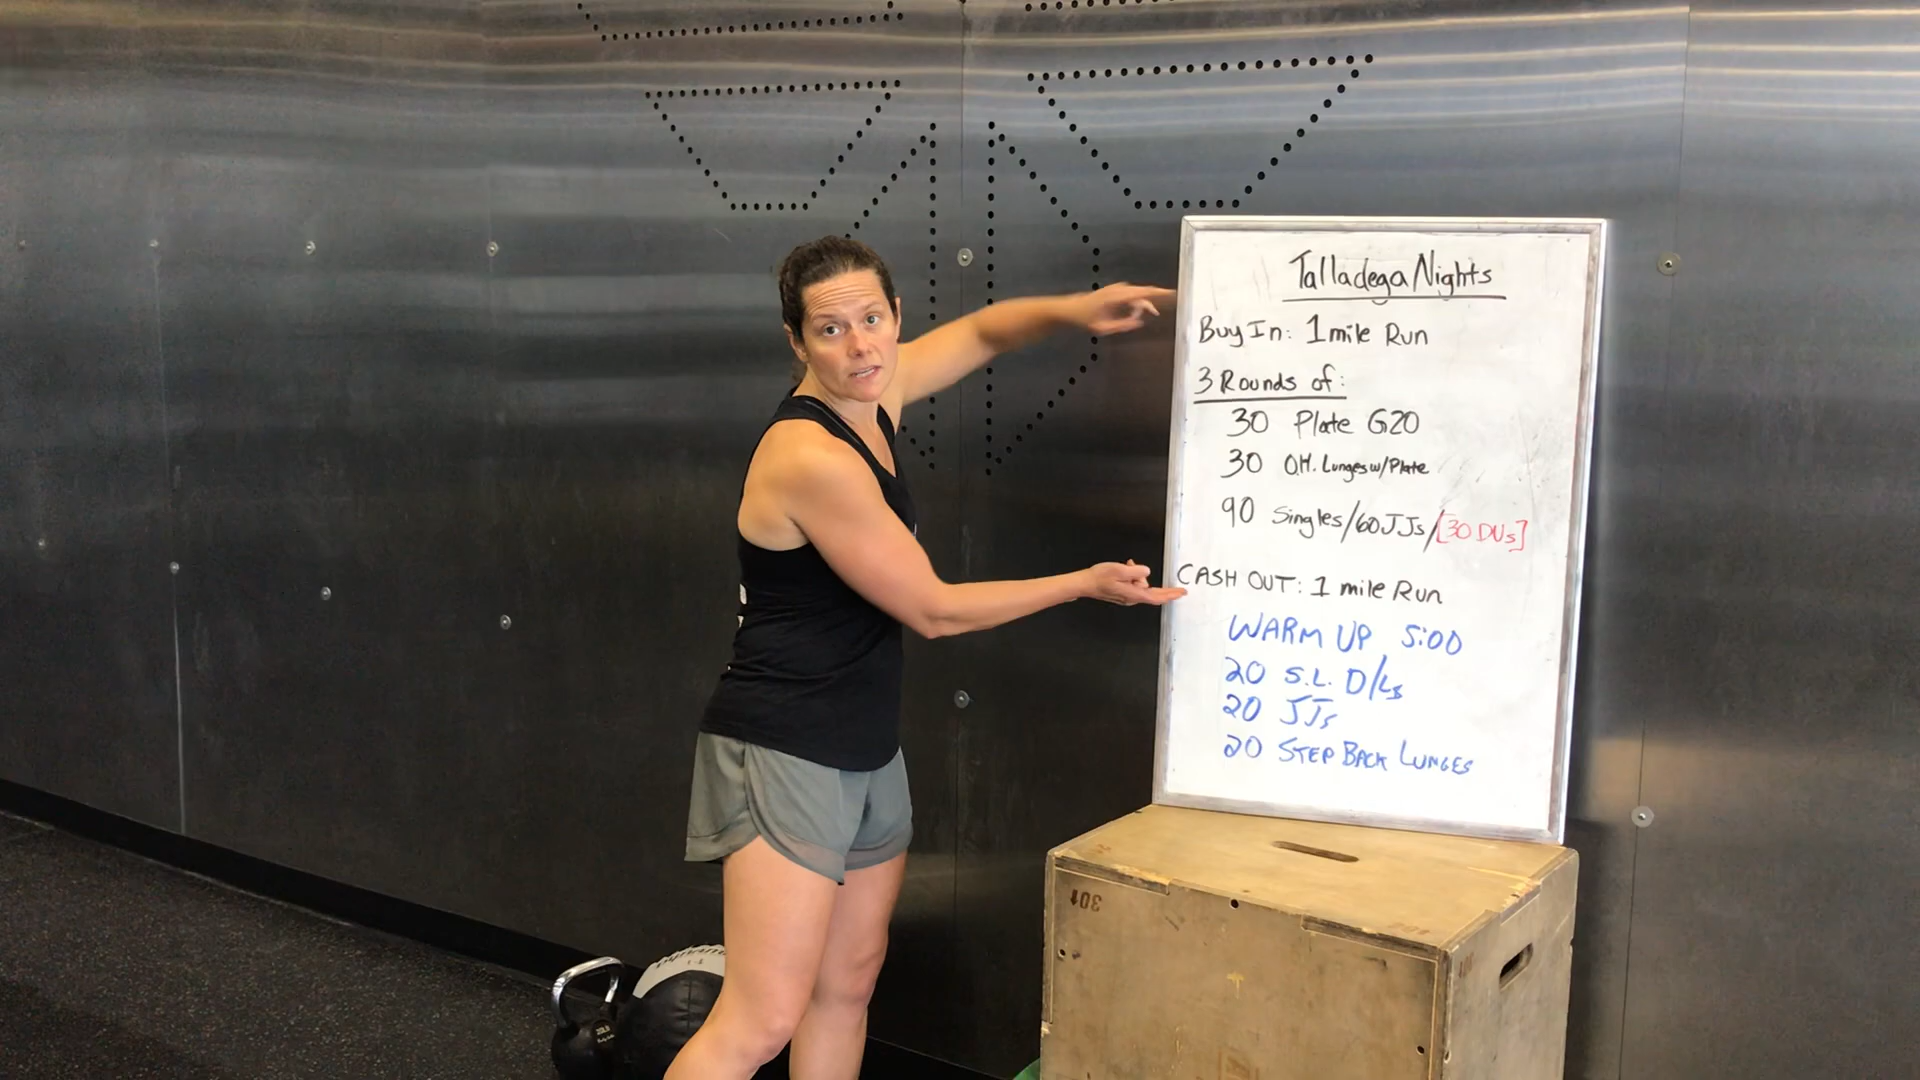 Talladega Nights
Buy In: 1 mile Run
3 Rounds of:
30 Plate G2O
30 O.H. Lunges w/Plate
90 Singles/60 JJs/[30 DUs]
CASH OUT: 1 mile Run
WARM UP 5:00
20 S.L. D/Ls
20 JJs
20 STEP BACK LUNGES
301